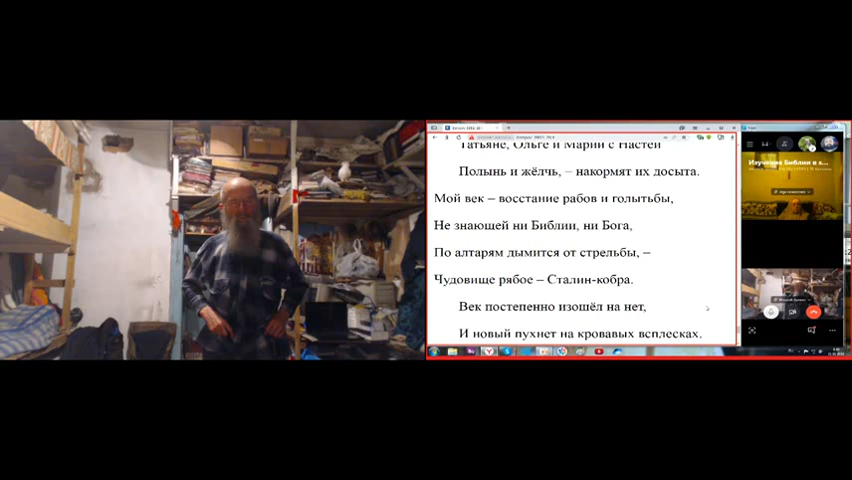 Татьяне, Ольге и Марии с Настей
Полынь и жёлчь, – накормят их досыта.
Мой век – восстание рабов и голытьбы,
Не знающей ни Библии, ни Бога,
По алтарям дымится от стрельбы, –
Чудовище рябое – Сталин-кобра.
Век постепенно изошёл на нет,
И новый пухнет на кровавых всплесках,
Изучение Библии в s...